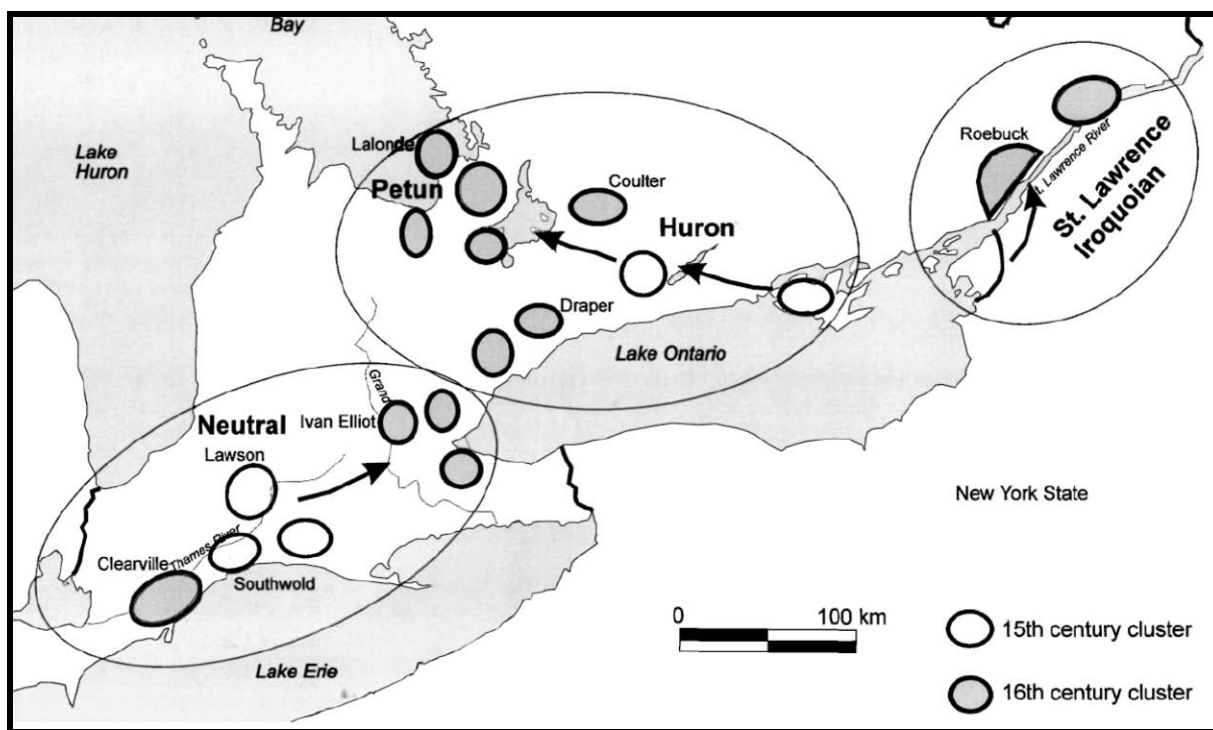 Bay
Lake
Huron
Lalonde
Petun
Coulter
Huron
Draper
Lake Ontario
Roebuck
St. Lawrence River
St. Lawrence
Iroquoian
Grand
Neutral
Ivan Elliot
Lawson
Clearville
Thames River
Southwold
Lake Erie
New York State
0 100 km
15th century cluster
16th century cluster